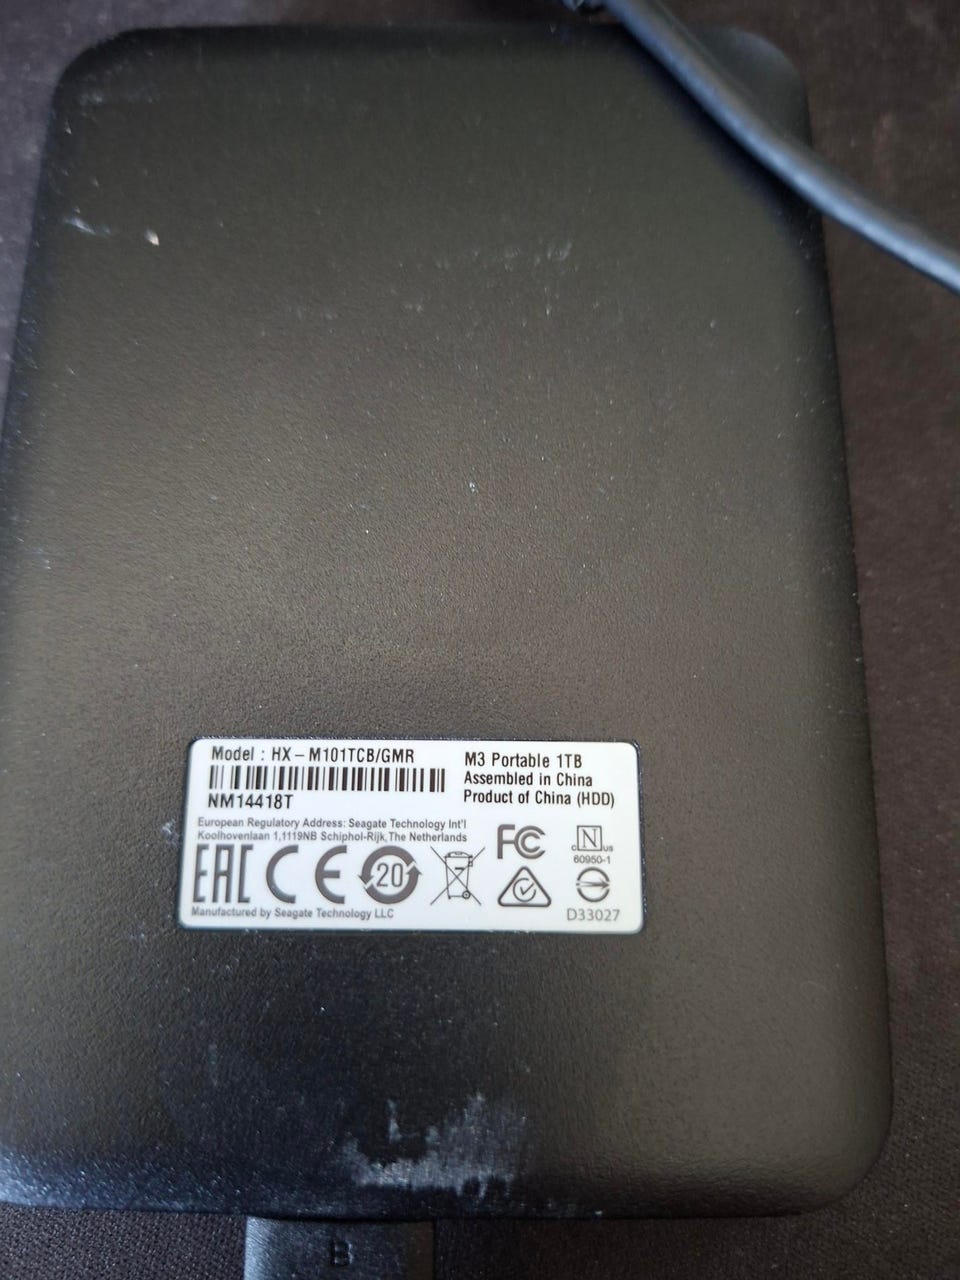 Model : HX – M101TCB/GMR
NM14418T
M3 Portable 1TB
Assembled in China
Product of China (HDD)
European Regulatory Address: Seagate Technology Int'l
Koolhovenlaan 1,1119NB Schiphol-Rijk,The Netherlands
EAC CE 20 FC c N us
60950-1
D33027
Manufactured by Seagate Technology LLC
B